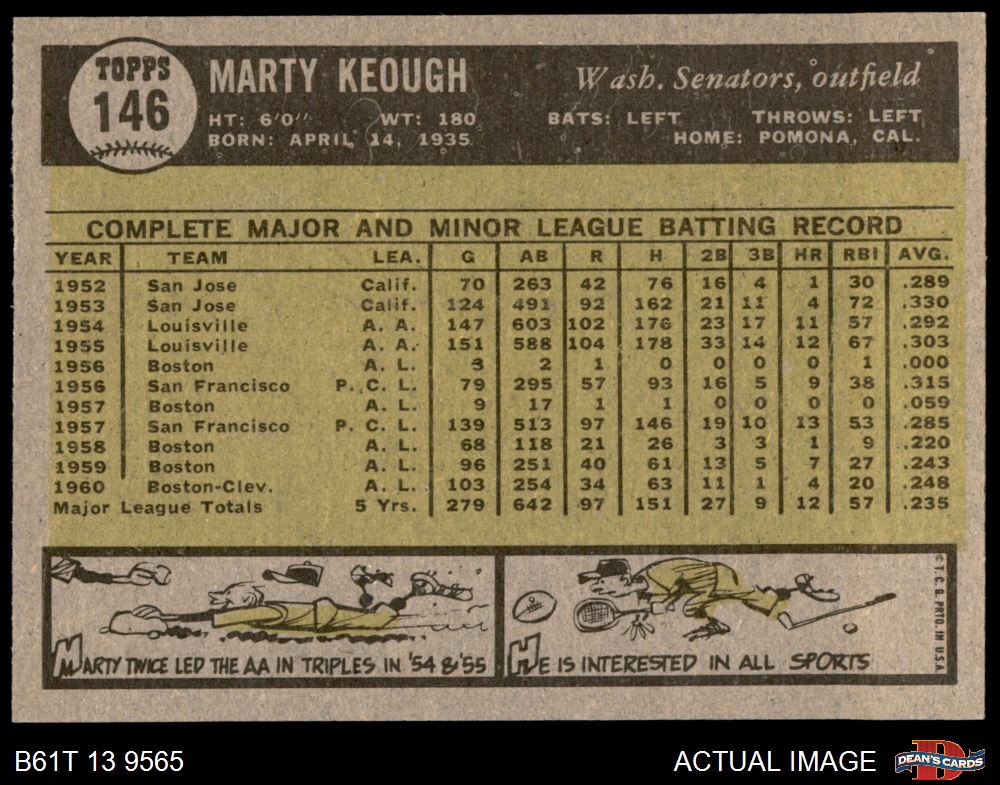 TOPPS
146
MARTY KEOUGH
Wash. Senators, outfield
HT: 6'0" WT: 180 BATS: LEFT THROWS: LEFT
BORN: APRIL 14, 1935 HOME: POMONA, CAL.
COMPLETE MAJOR AND MINOR LEAGUE BATTING RECORD
YEAR TEAM LEA. G AB R H 2B 3B HR RBI AVG.
1952 San Jose Calif. 70 263 42 76 16 4 1 30 .289
1953 San Jose Calif. 124 491 92 162 21 11 4 72 .330
1954 Louisville A. A. 147 603 102 176 23 17 11 57 .292
1955 Louisville A. A. 151 588 104 178 33 14 12 67 .303
1956 Boston A. L. 3 2 1 0 0 0 0 1 .000
1956 San Francisco P. C. L. 79 295 57 93 16 5 9 38 .315
1957 Boston A. L. 9 17 1 1 0 0 0 0 .059
1957 San Francisco P. C. L. 139 513 97 146 19 10 13 53 .285
1958 Boston A. L. 68 118 21 26 3 3 1 9 .220
1959 Boston A. L. 96 251 40 61 13 5 7 27 .243
1960 Boston-Clev. A. L. 103 254 34 63 11 1 4 20 .248
Major League Totals 5 Yrs. 279 642 97 151 27 9 12 57 .235
MARTY TWICE LED THE AA IN TRIPLES IN '54 & '55
HE IS INTERESTED IN ALL SPORTS
© T. C. G. PRTD. IN U.S.A
B61T 13 9565
ACTUAL IMAGE
DEAN'S CARDS